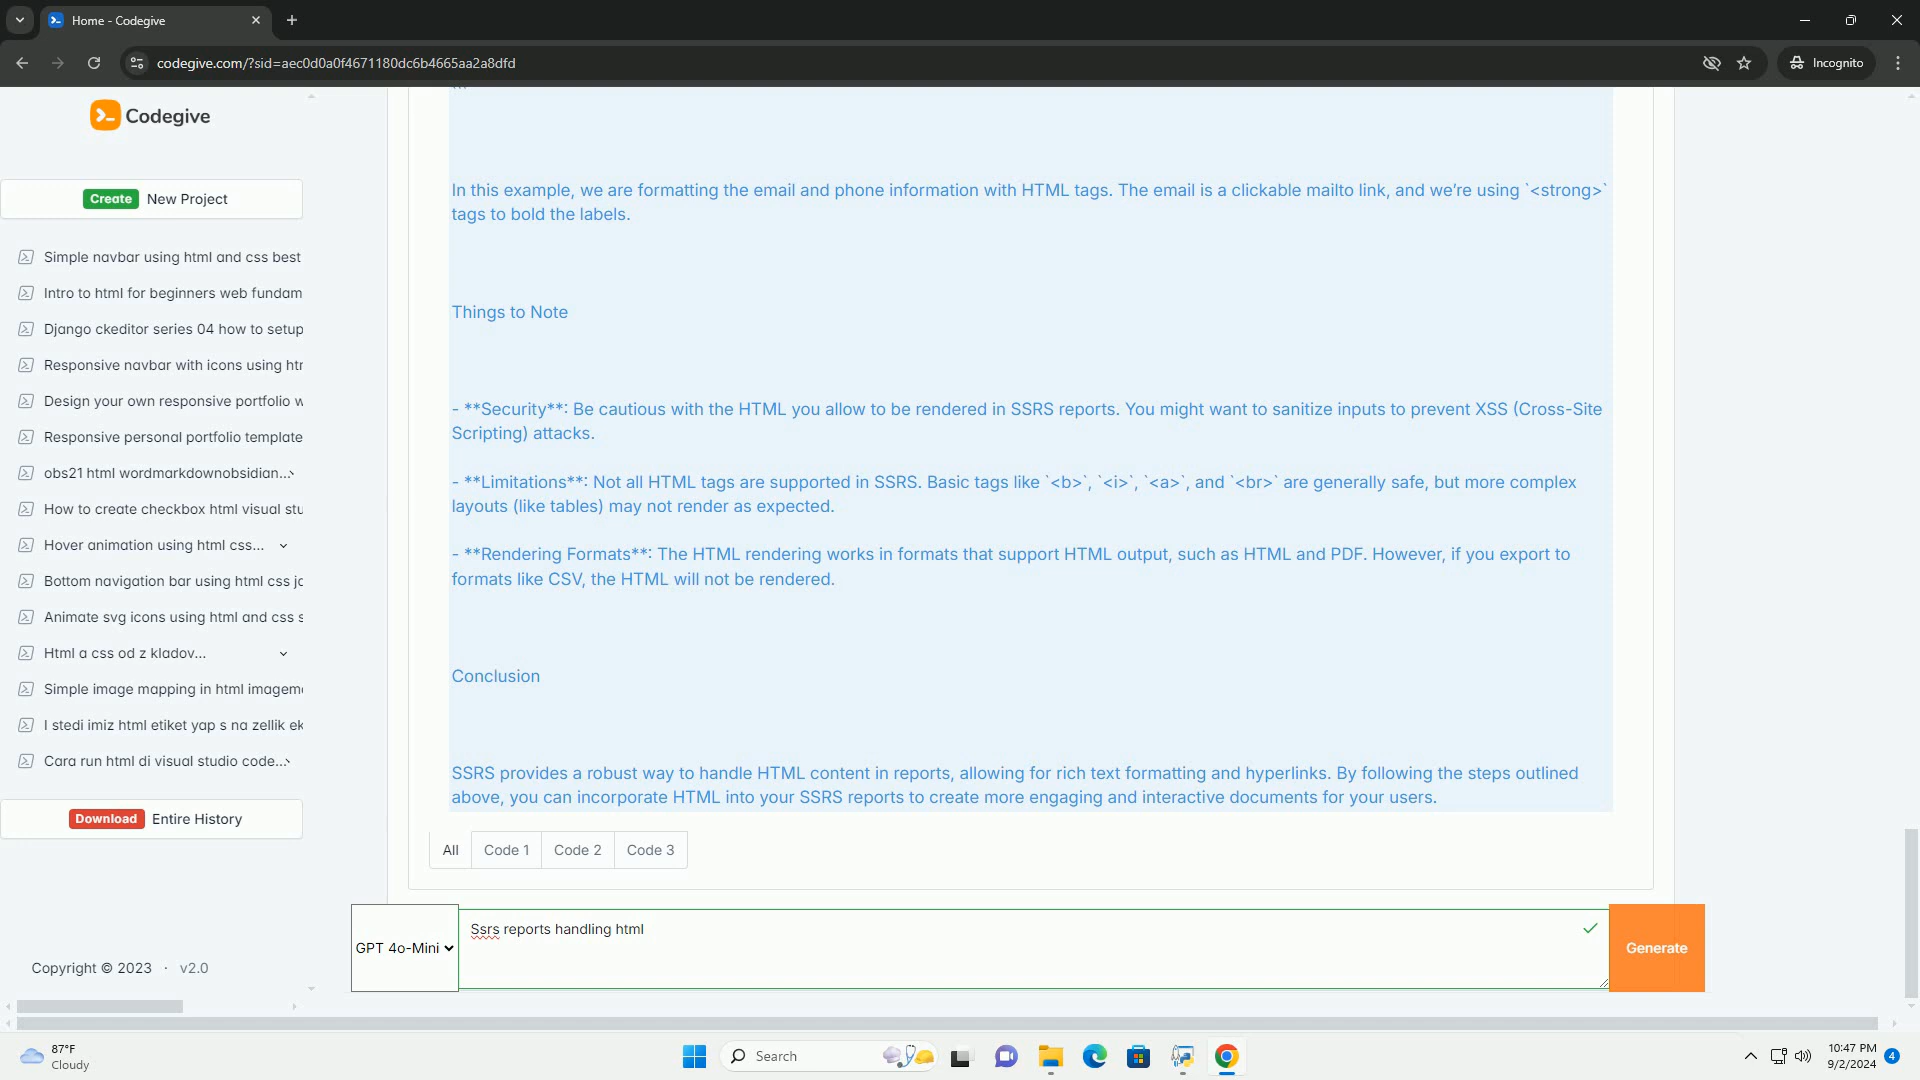 Home - Codegive
codegive.com/?sid=aec0d0a0f4671180dc6b4665aa2a8dfd
Incognito
Codegive
Create New Project
Simple navbar using html and css best
Intro to html for beginners web fundam
Django ckeditor series 04 how to setup
Responsive navbar with icons using htr
Design your own responsive portfolio w
Responsive personal portfolio template
obs21 html wordmarkdownobsidian...
How to create checkbox html visual stu
Hover animation using html css...
Bottom navigation bar using html css jc
Animate svg icons using html and css s
Html a css od z kladov...
Simple image mapping in html imagem
I stedi imiz html etiket yap s na zellik ek
Cara run html di visual studio code...
Download Entire History
Copyright © 2023 · v2.0
In this example, we are formatting the email and phone information with HTML tags. The email is a clickable mailto link, and we're using `<strong>`
tags to bold the labels.
Things to Note
- **Security**: Be cautious with the HTML you allow to be rendered in SSRS reports. You might want to sanitize inputs to prevent XSS (Cross-Site
Scripting) attacks.
- **Limitations**: Not all HTML tags are supported in SSRS. Basic tags like `<b>`, `<i>`, `<a>`, and `<br>` are generally safe, but more complex
layouts (like tables) may not render as expected.
- **Rendering Formats**: The HTML rendering works in formats that support HTML output, such as HTML and PDF. However, if you export to
formats like CSV, the HTML will not be rendered.
Conclusion
SSRS provides a robust way to handle HTML content in reports, allowing for rich text formatting and hyperlinks. By following the steps outlined
above, you can incorporate HTML into your SSRS reports to create more engaging and interactive documents for your users.
All Code 1 Code 2 Code 3
GPT 4o-Mini
Ssrs reports handling html
Generate
87°F
Cloudy
Search
10:47 PM
9/2/2024
4